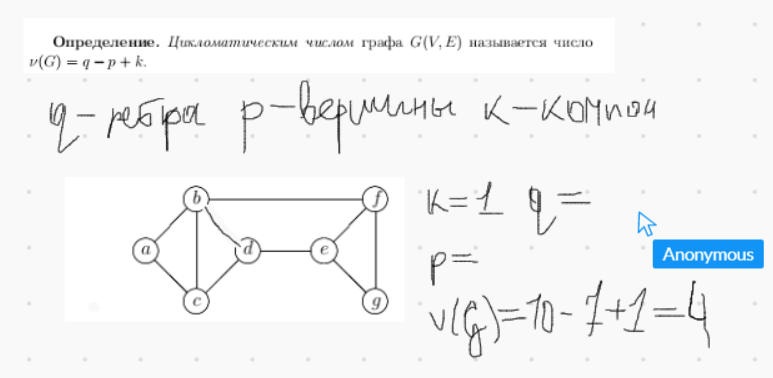 Определение. Цикломатическим числом графа G(V, E) называется число
ν(G) = q − p + k.
q – ребра p – вершины к – компон
b
f
a
d
e
c
g
к = 1 q =
p =
ν(G) = 10 - 7 + 1 = 4
Anonymous